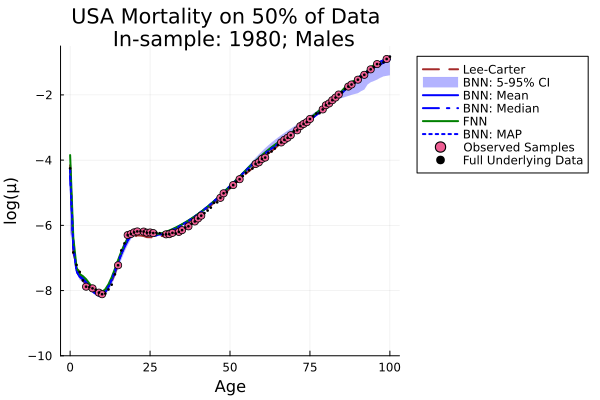 USA Mortality on 50% of Data
In-sample: 1980; Males
log(μ)
−2
−4
−6
−8
−10
0
25
50
75
100
Age
Lee-Carter
BNN: 5-95% CI
BNN: Mean
BNN: Median
FNN
BNN: MAP
Observed Samples
Full Underlying Data